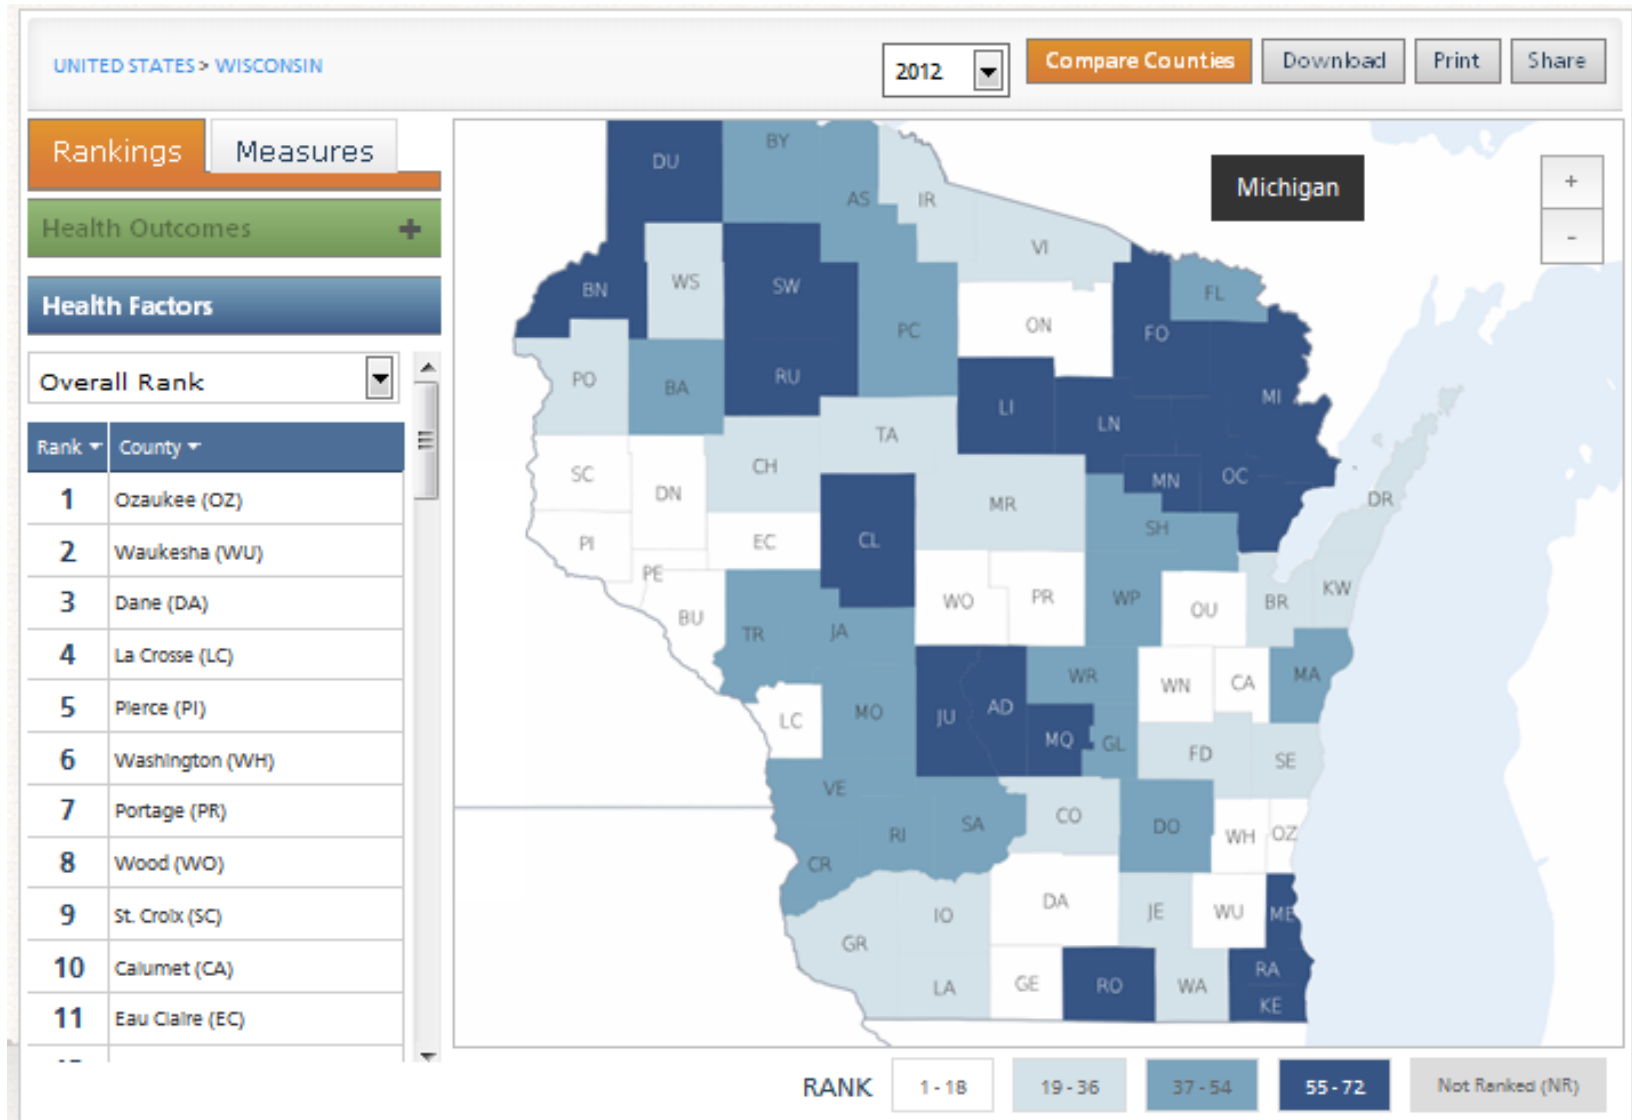 UNITED STATES > WISCONSIN
2012
Compare Counties
Download
Print
Share
Rankings
Measures
Health Outcomes
+
Health Factors
Overall Rank
Rank County
1 Ozaukee (OZ)
2 Waukesha (WU)
3 Dane (DA)
4 La Crosse (LC)
5 Pierce (PI)
6 Washington (WH)
7 Portage (PR)
8 Wood (WO)
9 St. Croix (SC)
10 Calumet (CA)
11 Eau Claire (EC)
Michigan
+
-
DU BY AS IR
VI
BN WS SW FL
PC ON FO
PO BA RU MI
LI LN
TA
SC DN CH MN OC
MR DR
PI EC CL SH
PE KW
BU WO PR WP OU BR
TR JA
WR WN CA MA
LC MO JU AD
MQ GL FD SE
VE
RI SA CO DO WH OZ
CR
DA JE WU ME
GR IO
LA GE RO WA RA
KE
RANK 1 - 18 19 - 36 37 - 54 55 - 72 Not Ranked (NR)